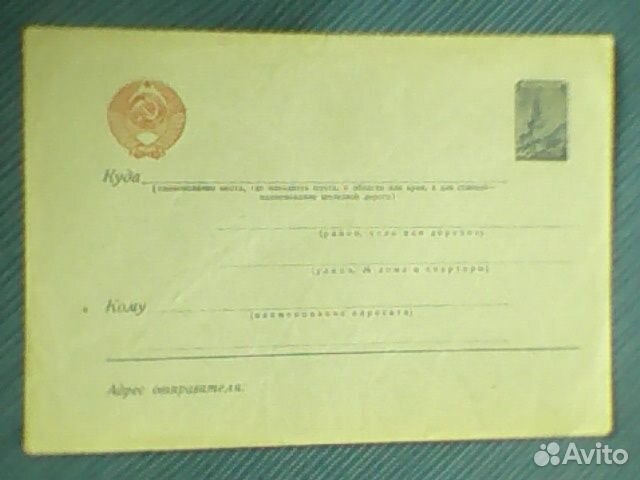 Куда
(наименование места, где находится почта, и области или края, а для станций—
наименование железной дороги)
(район, село или деревня)
(улица, № дома и квартиры)
Кому
(наименование адресата)
Адрес отправителя:
Avito